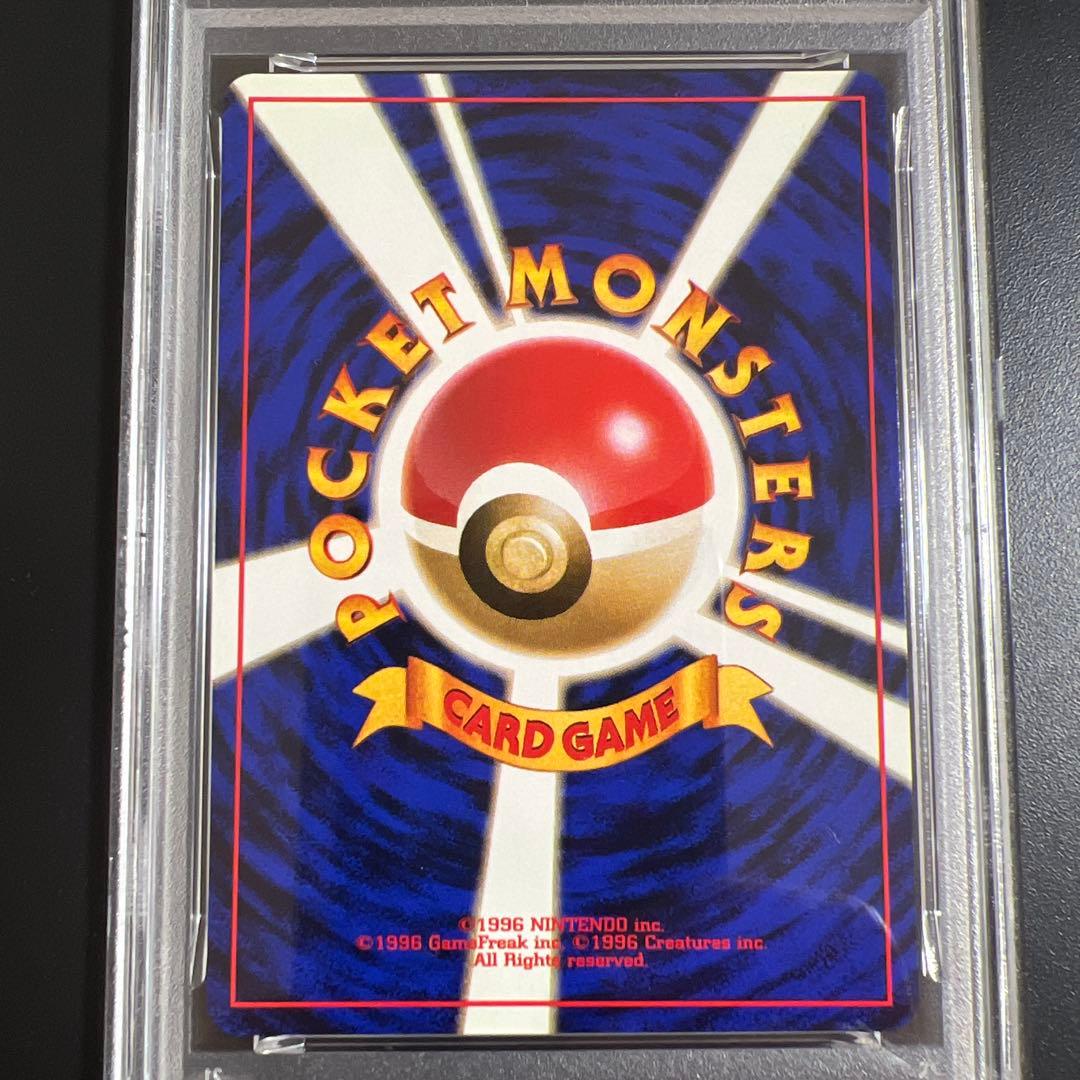 POCKET MONSTERS
CARD GAME
©1996 NINTENDO inc.
©1996 GameFreak inc. ©1996 Creatures inc.
All Rights reserved.